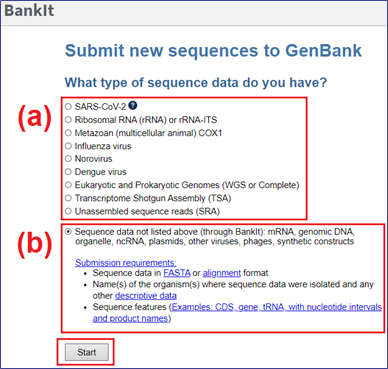 BankIt
Submit new sequences to GenBank
What type of sequence data do you have?
(a)
SARS-CoV-2 ?
Ribosomal RNA (rRNA) or rRNA-ITS
Metazoan (multicellular animal) COX1
Influenza virus
Norovirus
Dengue virus
Eukaryotic and Prokaryotic Genomes (WGS or Complete)
Transcriptome Shotgun Assembly (TSA)
Unassembled sequence reads (SRA)
(b)
Sequence data not listed above (through BankIt): mRNA, genomic DNA,
organelle, ncRNA, plasmids, other viruses, phages, synthetic constructs
Submission requirements:
• Sequence data in FASTA or alignment format
• Name(s) of the organism(s) where sequence data were isolated and any
other descriptive data
• Sequence features (Examples: CDS, gene, tRNA, with nucleotide intervals
and product names)
Start